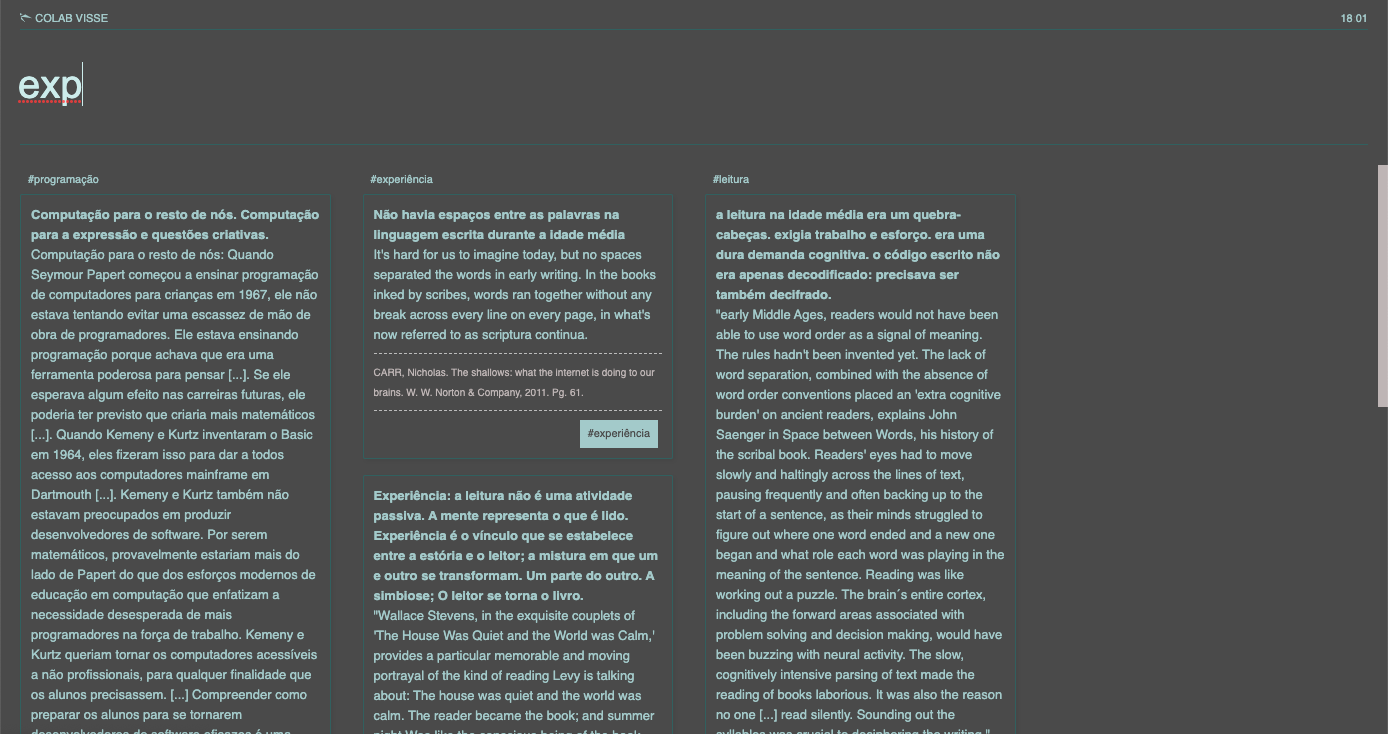 COLAB VISSE
18 01
exp
#programação
Computação para o resto de nós. Computação
para a expressão e questões criativas.
Computação para o resto de nós: Quando
Seymour Papert começou a ensinar programação
de computadores para crianças em 1967, ele não
estava tentando evitar uma escassez de mão de
obra de programadores. Ele estava ensinando
programação porque achava que era uma
ferramenta poderosa para pensar [...]. Se ele
esperava algum efeito nas carreiras futuras, ele
poderia ter previsto que criaria mais matemáticos
[...]. Quando Kemeny e Kurtz inventaram o Basic
em 1964, eles fizeram isso para dar a todos
acesso aos computadores mainframe em
Dartmouth [...]. Kemeny e Kurtz também não
estavam preocupados em produzir
desenvolvedores de software. Por serem
matemáticos, provavelmente estariam mais do
lado de Papert do que dos esforços modernos de
educação em computação que enfatizam a
necessidade desesperada de mais
programadores na força de trabalho. Kemeny e
Kurtz queriam tornar os computadores acessíveis
a não profissionais, para qualquer finalidade que
os alunos precisassem. [...] Compreender como
preparar os alunos para se tornarem
desenvolvedores de software eficazes é uma
#experiência
Não havia espaços entre as palavras na
linguagem escrita durante a idade média
It's hard for us to imagine today, but no spaces
separated the words in early writing. In the books
inked by scribes, words ran together without any
break across every line on every page, in what's
now referred to as scriptura continua.
CARR, Nicholas. The shallows: what the internet is doing to our
brains. W. W. Norton & Company, 2011. Pg. 61.
#experiência
Experiência: a leitura não é uma atividade
passiva. A mente representa o que é lido.
Experiência é o vínculo que se estabelece
entre a estória e o leitor; a mistura em que um
e outro se transformam. Um parte do outro. A
simbiose; O leitor se torna o livro.
"Wallace Stevens, in the exquisite couplets of
'The House Was Quiet and the World was Calm,'
provides a particular memorable and moving
portrayal of the kind of reading Levy is talking
about: The house was quiet and the world was
calm. The reader became the book; and summer
night Was like the conscious being of the book.
#leitura
a leitura na idade média era um quebra-
cabeças. exigia trabalho e esforço. era uma
dura demanda cognitiva. o código escrito não
era apenas decodificado: precisava ser
também decifrado.
"early Middle Ages, readers would not have been
able to use word order as a signal of meaning.
The rules hadn't been invented yet. The lack of
word separation, combined with the absence of
word order conventions placed an 'extra cognitive
burden' on ancient readers, explains John
Saenger in Space between Words, his history of
the scribal book. Readers' eyes had to move
slowly and haltingly across the lines of text,
pausing frequently and often backing up to the
start of a sentence, as their minds struggled to
figure out where one word ended and a new one
began and what role each word was playing in the
meaning of the sentence. Reading was like
working out a puzzle. The brain´s entire cortex,
including the forward areas associated with
problem solving and decision making, would have
been buzzing with neural activity. The slow,
cognitively intensive parsing of text made the
reading of books laborious. It was also the reason
no one [...] read silently. Sounding out the
syllables was crucial to deciphering the writing."